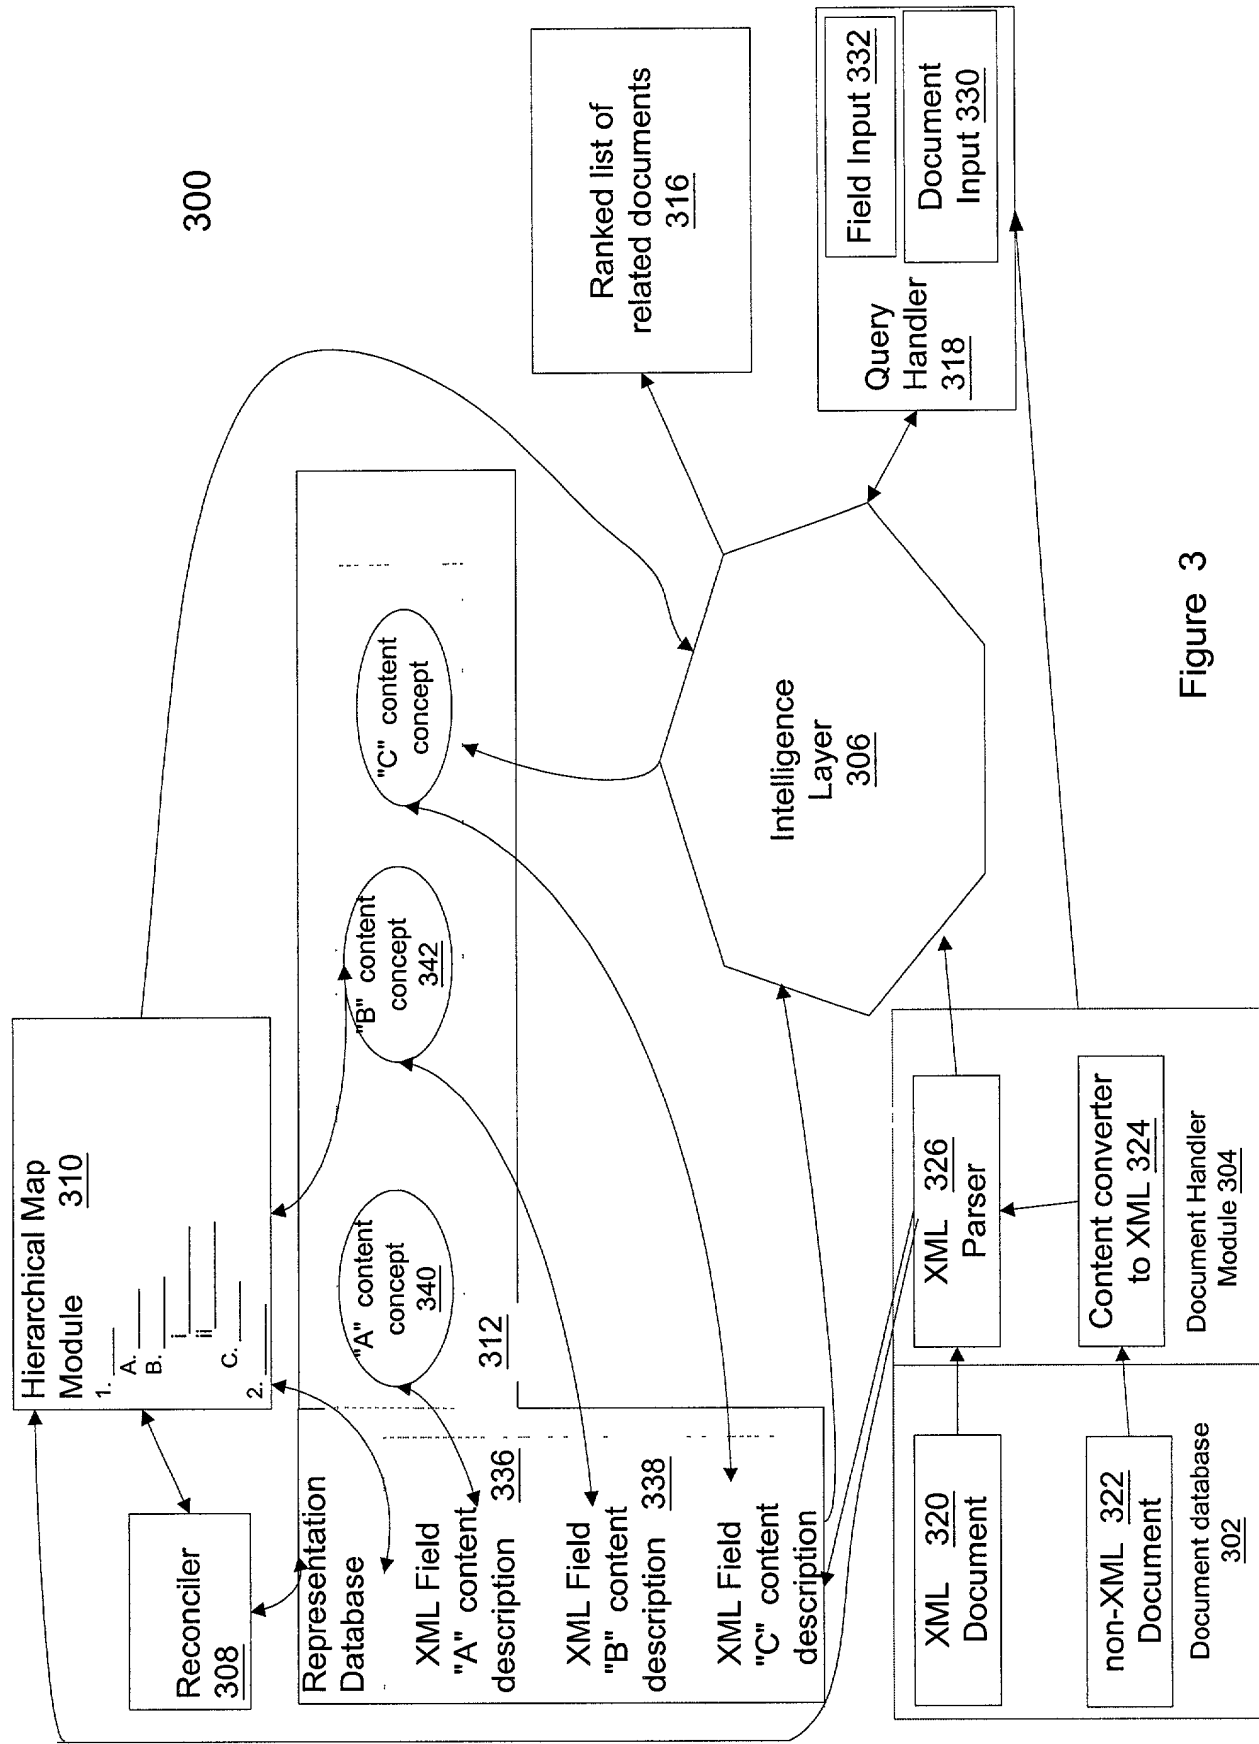 300
Hierarchical Map
Module 310
1.
A.
B.
i
ii
C.
2.
Reconciler
308
Representation
Database
312
XML Field
"A" content
description 336
XML Field
"B" content
description 338
XML Field
"C" content
description
"A" content
concept
340
"B" content
concept
342
"C" content
concept
Ranked list of
related documents
316
Intelligence
Layer
306
Query
Handler
318
Field Input 332
Document
Input 330
XML 320
Document
non-XML 322
Document
Document database
302
XML 326
Parser
Content converter
to XML 324
Document Handler
Module 304
Figure 3